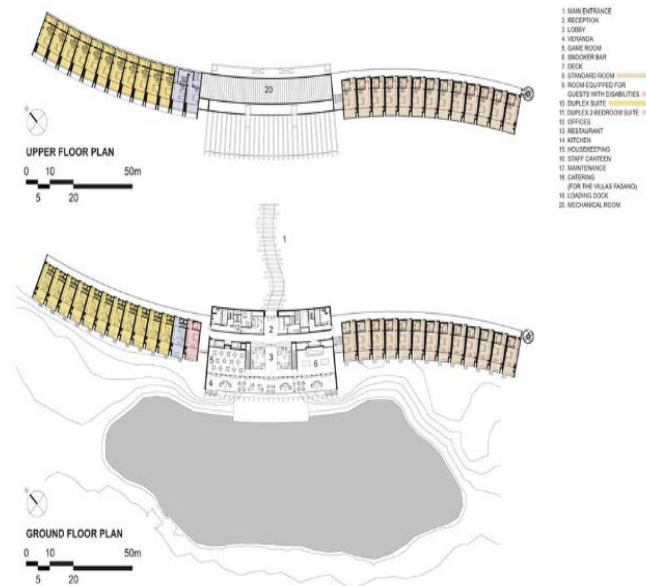 1. MAIN ENTRANCE
2. RECEPTION
3. LOBBY
4. VERANDA
5. GAME ROOM
6. SNOOKER BAR
7. DECK
8. STANDARD ROOM
9. ROOM EQUIPPED FOR
GUESTS WITH DISABILITIES
10. DUPLEX SUITE
11. DUPLEX 2-BEDROOM SUITE
12. OFFICES
13. RESTAURANT
14. KITCHEN
15. HOUSEKEEPING
16. STAFF CANTEEN
17. MAINTENANCE
18. CATERING
(FOR THE VILLAS FASANO)
19. LOADING DOCK
20. MECHANICAL ROOM
20
UPPER FLOOR PLAN
0 10 50m
5 20
1
2
3
5
6
4
GROUND FLOOR PLAN
0 10 50m
5 20